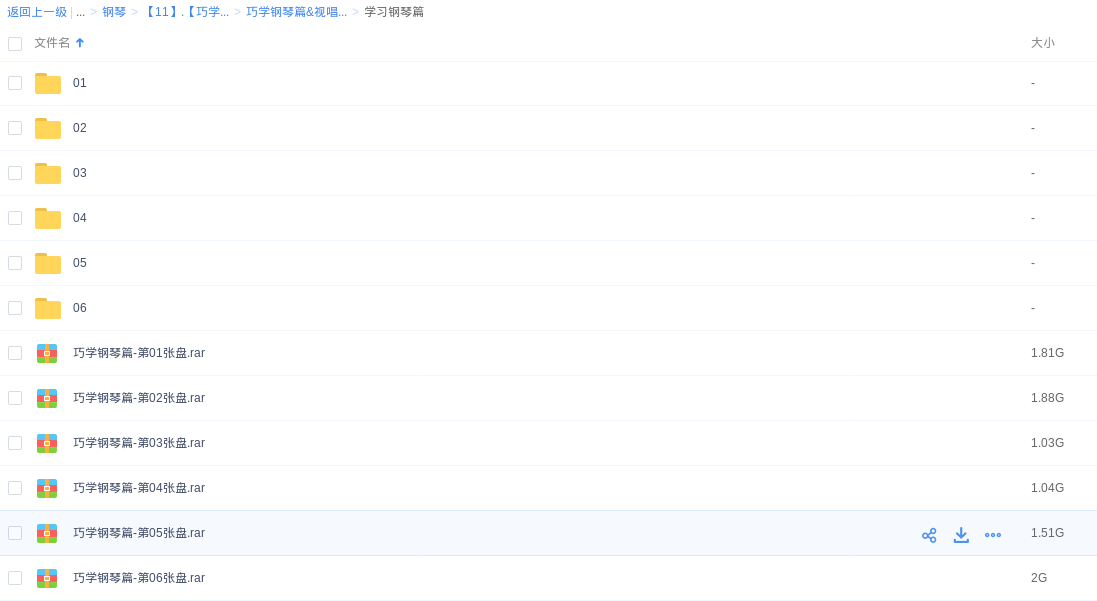 返回上一级 | ... > 钢琴 > 【11】.【巧学... > 巧学钢琴篇&视唱... > 学习钢琴篇
文件名 大小
01 -
02 -
03 -
04 -
05 -
06 -
巧学钢琴篇-第01张盘.rar 1.81G
巧学钢琴篇-第02张盘.rar 1.88G
巧学钢琴篇-第03张盘.rar 1.03G
巧学钢琴篇-第04张盘.rar 1.04G
巧学钢琴篇-第05张盘.rar 1.51G
巧学钢琴篇-第06张盘.rar 2G